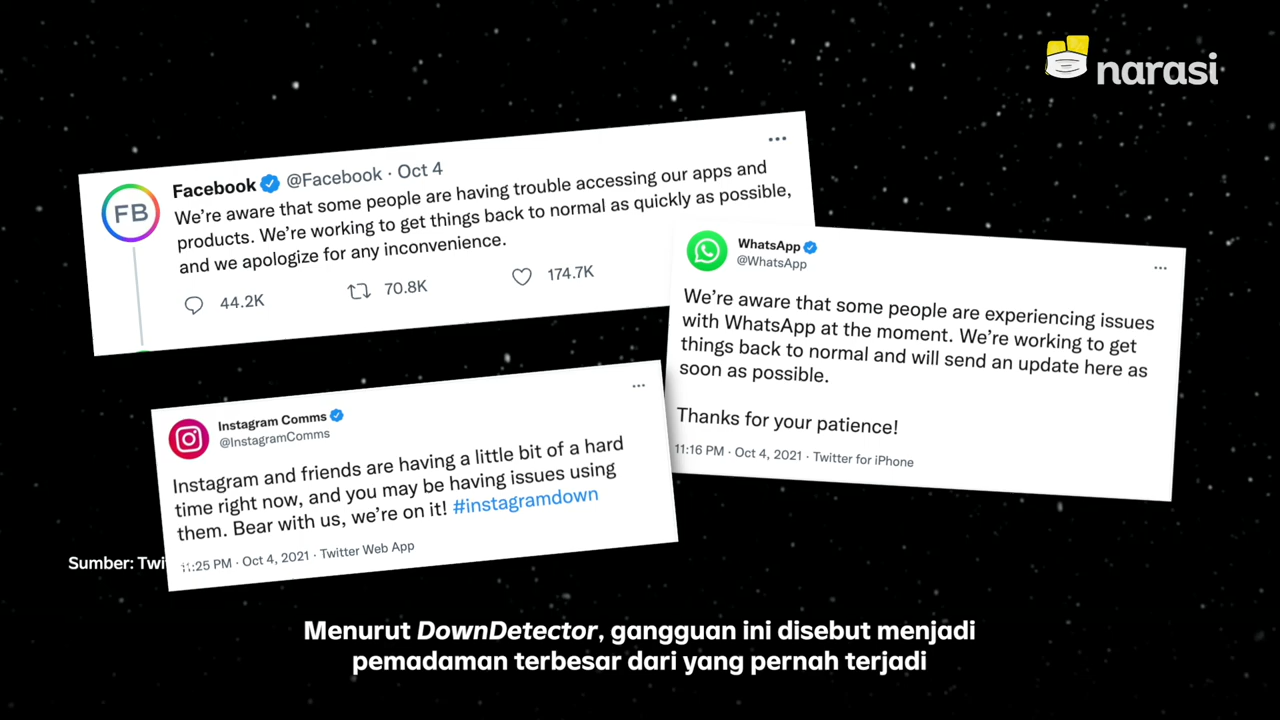 narasi
Facebook @Facebook · Oct 4
FB
We're aware that some people are having trouble accessing our apps and
products. We're working to get things back to normal as quickly as possible,
and we apologize for any inconvenience.
44.2K 70.8K 174.7K
WhatsApp
@WhatsApp
We're aware that some people are experiencing issues
with WhatsApp at the moment. We're working to get
things back to normal and will send an update here as
soon as possible.
Thanks for your patience!
11:16 PM · Oct 4, 2021 · Twitter for iPhone
Instagram Comms
@InstagramComms
Instagram and friends are having a little bit of a hard
time right now, and you may be having issues using
them. Bear with us, we're on it! #instagramdown
11:25 PM · Oct 4, 2021 · Twitter Web App
Sumber: Twi
Menurut DownDetector, gangguan ini disebut menjadi
pemadaman terbesar dari yang pernah terjadi